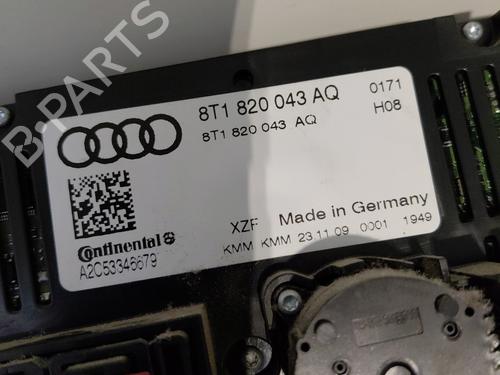 8T1 820 043 AQ 0171
8T1 820 043 AQ H08
XZF Made in Germany
Continental
KMM KMM 23.11.09 0001 1949
A2C53346679
B-PARTS